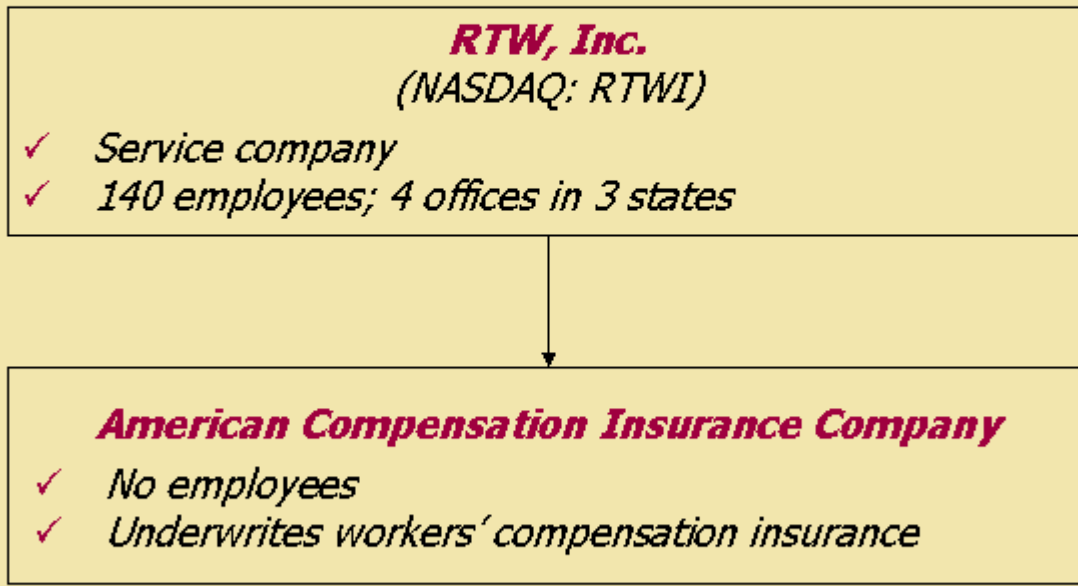 RTW, Inc.
(NASDAQ: RTWI)
✓ Service company
✓ 140 employees; 4 offices in 3 states
American Compensation Insurance Company
✓ No employees
✓ Underwrites workers’ compensation insurance